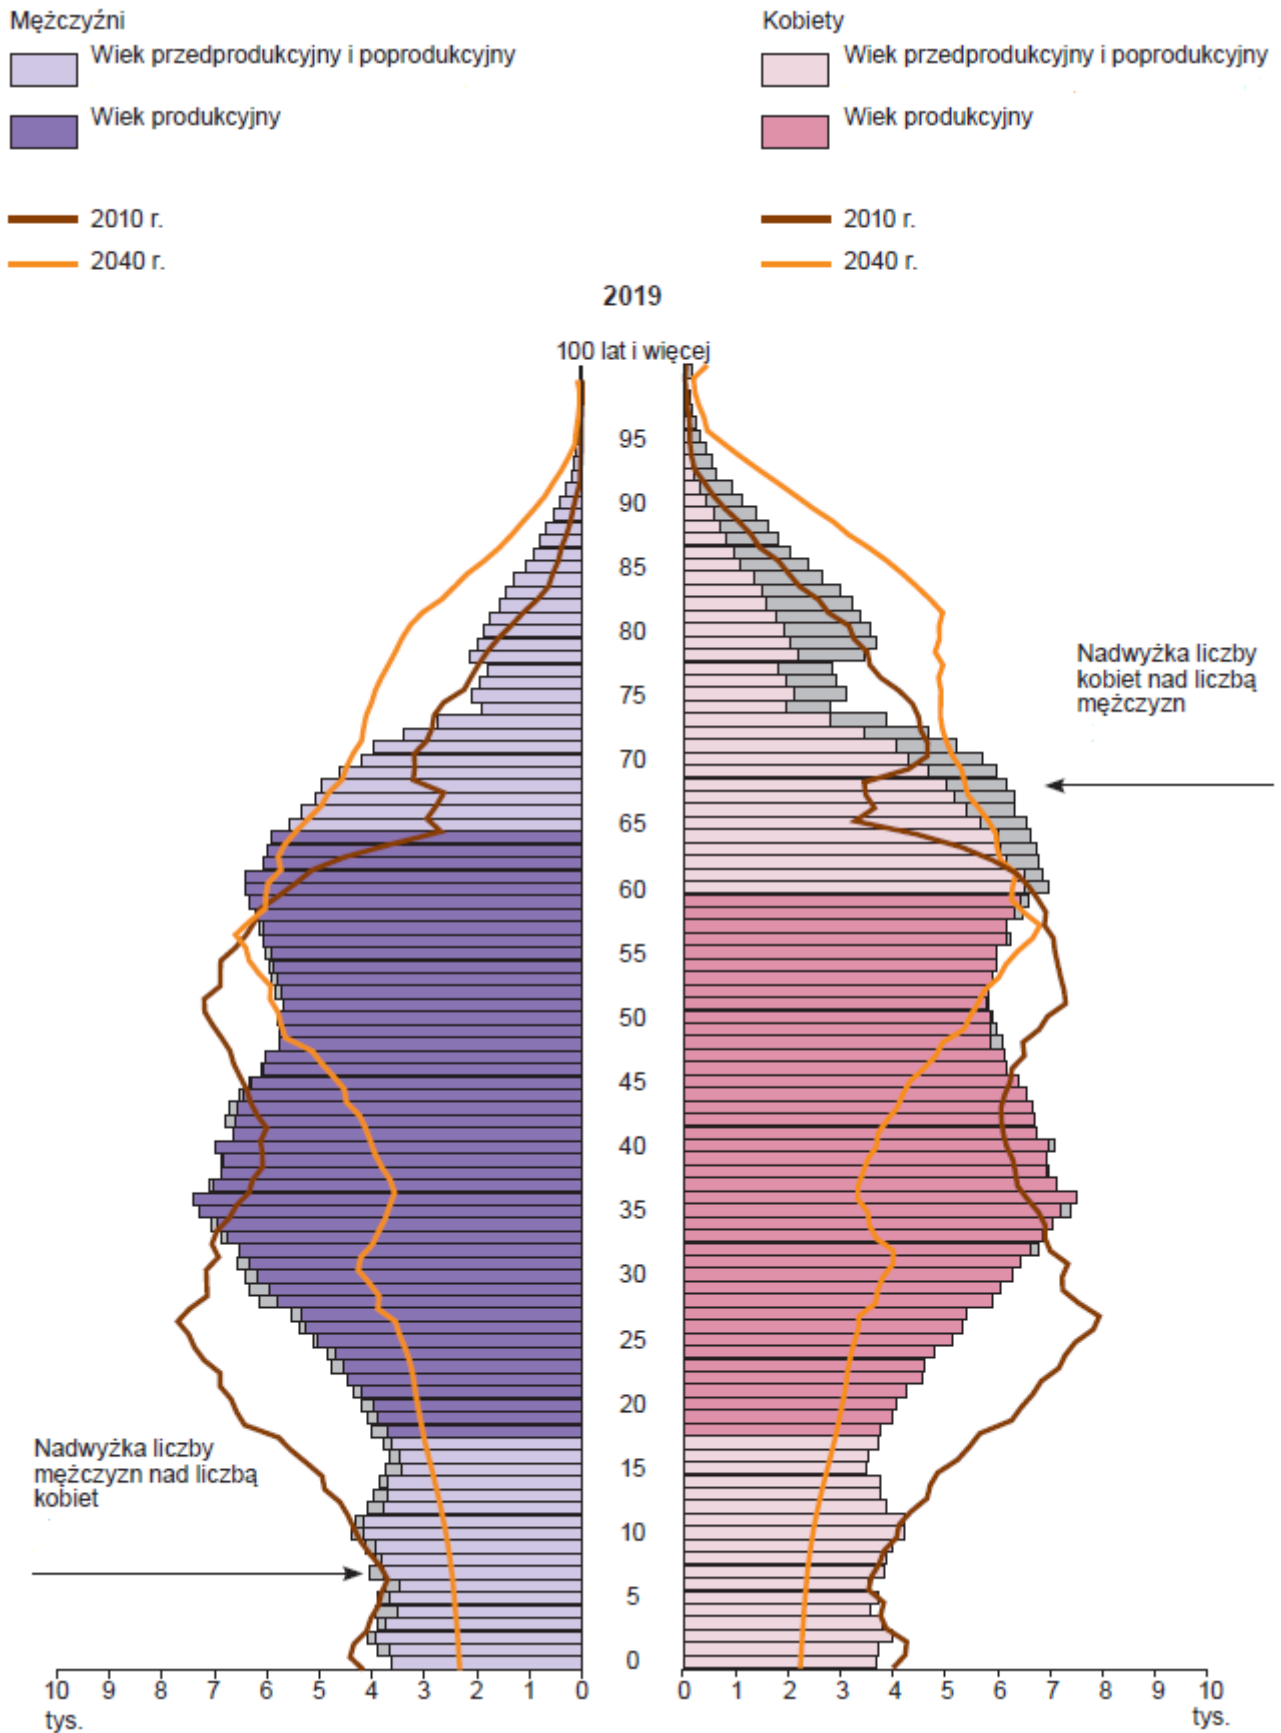 Mężczyźni
Wiek przedprodukcyjny i poprodukcyjny
Wiek produkcyjny
2010 r.
2040 r.
Kobiety
Wiek przedprodukcyjny i poprodukcyjny
Wiek produkcyjny
2010 r.
2040 r.
2019
100 lat i więcej
95
90
85
80
75
70
65
60
55
50
45
40
35
30
25
20
15
10
5
0
Nadwyżka liczby
kobiet nad liczbą
mężczyzn
Nadwyżka liczby
mężczyzn nad liczbą
kobiet
10 9 8 7 6 5 4 3 2 1 0
tys.
0 1 2 3 4 5 6 7 8 9 10
tys.